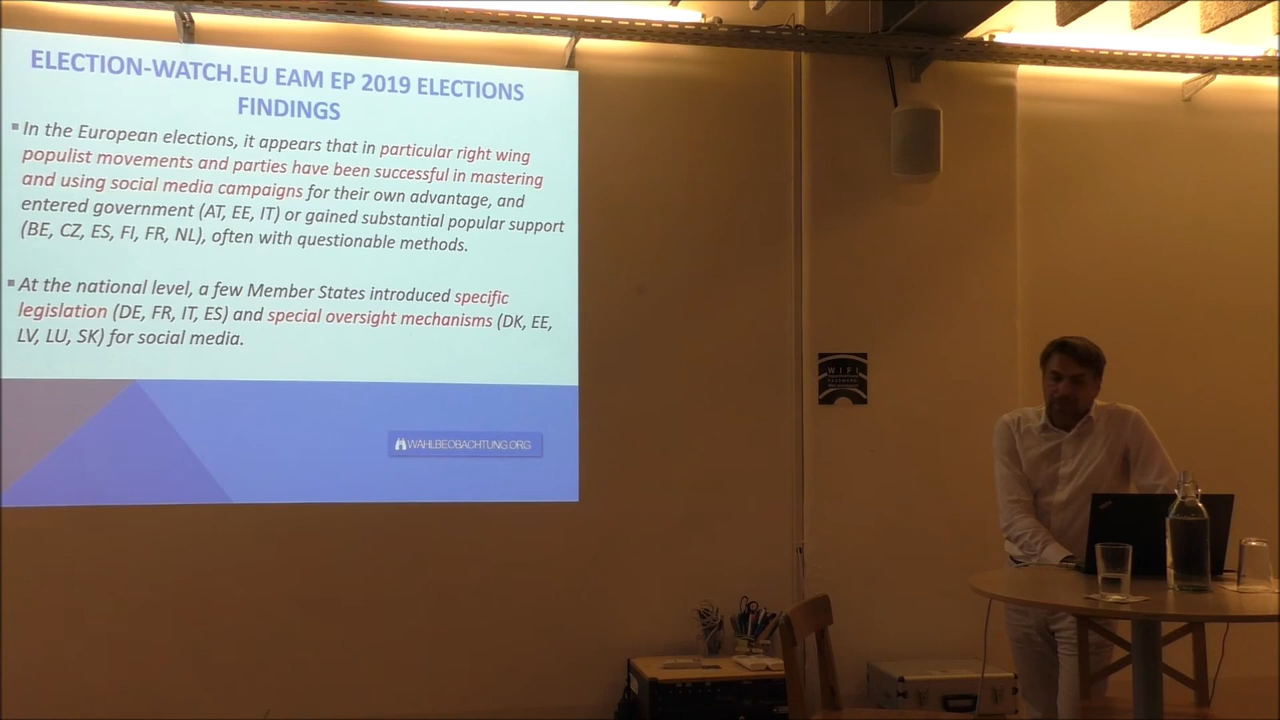 ELECTION-WATCH.EU EAM EP 2019 ELECTIONS
FINDINGS
In the European elections, it appears that in particular right wing
populist movements and parties have been successful in mastering
and using social media campaigns for their own advantage, and
entered government (AT, EE, IT) or gained substantial popular support
(BE, CZ, ES, FI, FR, NL), often with questionable methods.
At the national level, a few Member States introduced specific
legislation (DE, FR, IT, ES) and special oversight mechanisms (DK, EE,
LV, LU, SK) for social media.
WAHLBEOBACHTUNG.ORG
WIFI